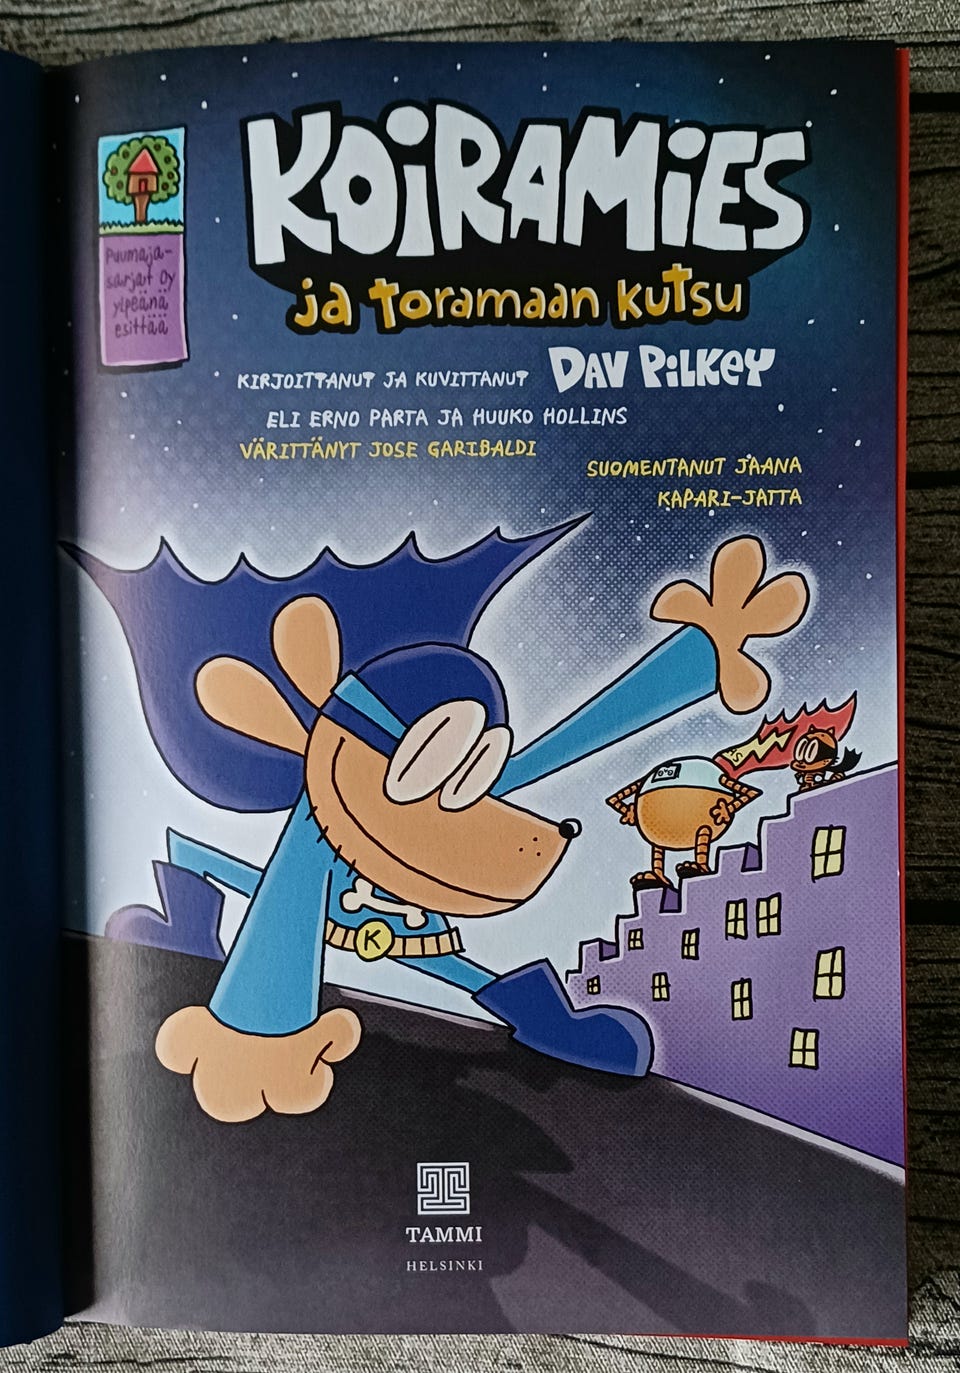 KOiRAMiES
ja toramaan kutsu
Puumaja-
sarjat Oy
ylpeänä
esittää
KIRJOITTANUT JA KUVITTANUT DAV PiLKEY
ELI ERNO PARTA JA HUUKO HOLLINS
VÄRITTÄNYT JOSE GARIBALDI
SUOMENTANUT JAANA
KAPARI-JATTA
K
TAMMI
HELSINKI